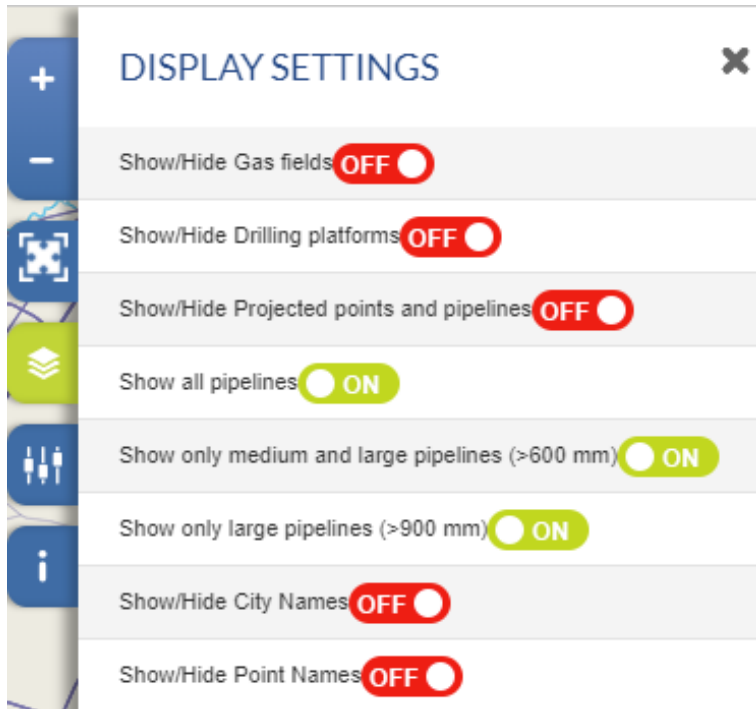 DISPLAY SETTINGS
Show/Hide Gas fields OFF
Show/Hide Drilling platforms OFF
Show/Hide Projected points and pipelines OFF
Show all pipelines ON
Show only medium and large pipelines (>600 mm) ON
Show only large pipelines (>900 mm) ON
Show/Hide City Names OFF
Show/Hide Point Names OFF